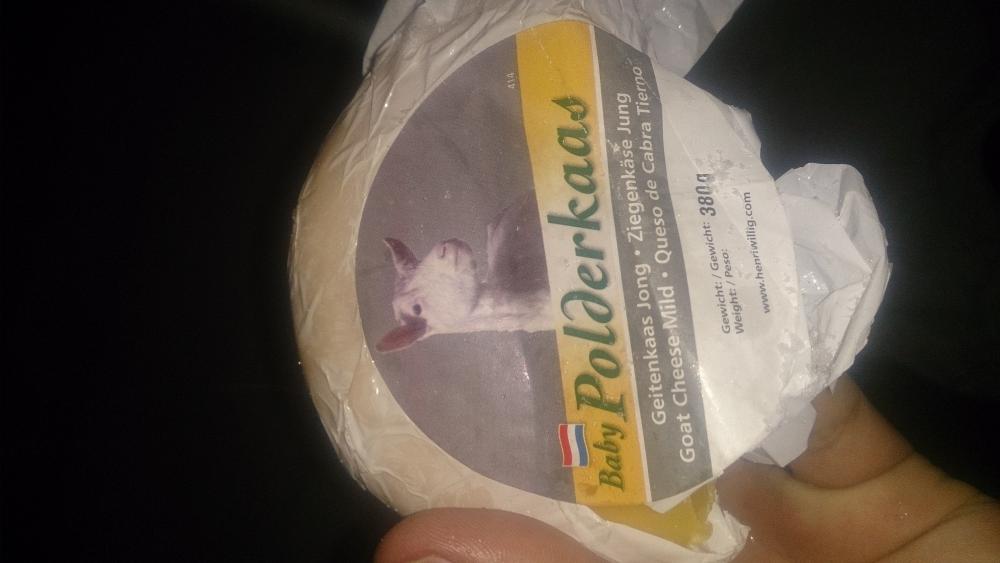 414
Baby Polderkaas
Geitenkaas Jong • Ziegenkäse Jung
Goat Cheese Mild • Queso de Cabra Tierno
Gewicht: / Gewicht: 380g
Weight: / Peso:
www.henriwillig.com